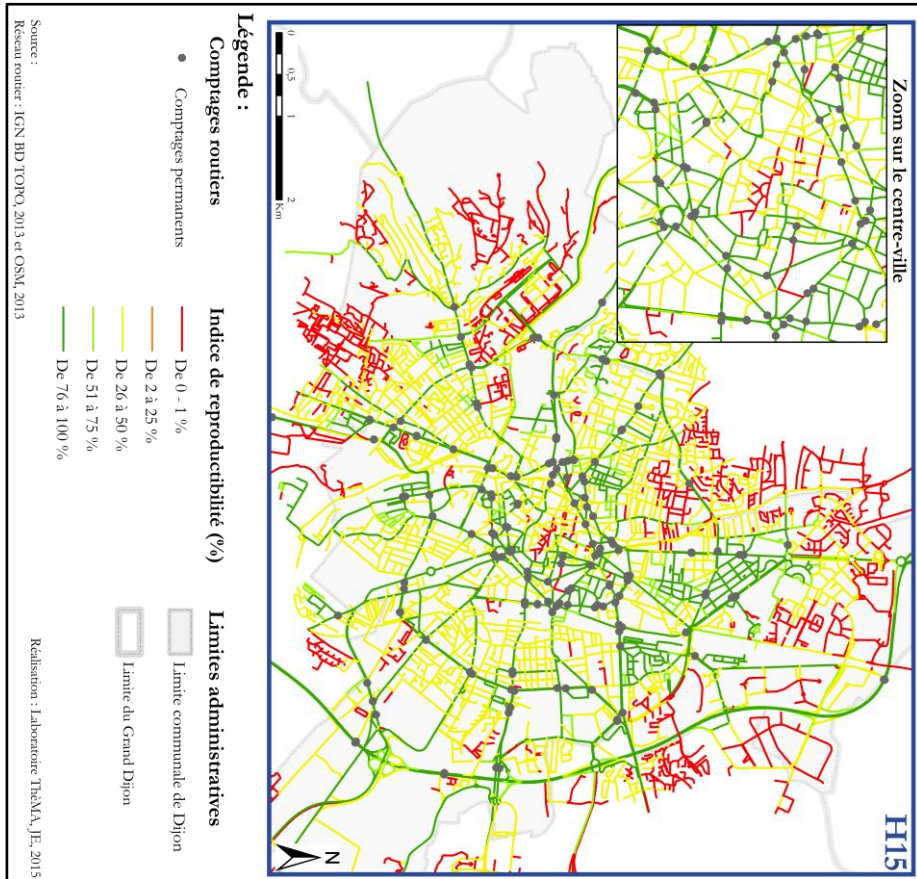 H15
Zoom sur le centre-ville
0 0,5 1 2
Km
N
Légende :
Comptages routiers
Comptages permanents
Indice de reproductibilité (%)
De 0 - 1 %
De 2 à 25 %
De 26 à 50 %
De 51 à 75 %
De 76 à 100 %
Limites administratives
Limite communale de Dijon
Limite du Grand Dijon
Source :
Réseau routier : IGN BD TOPO, 2013 et OSM, 2013
Réalisation : Laboratoire ThéMA, JE, 2015